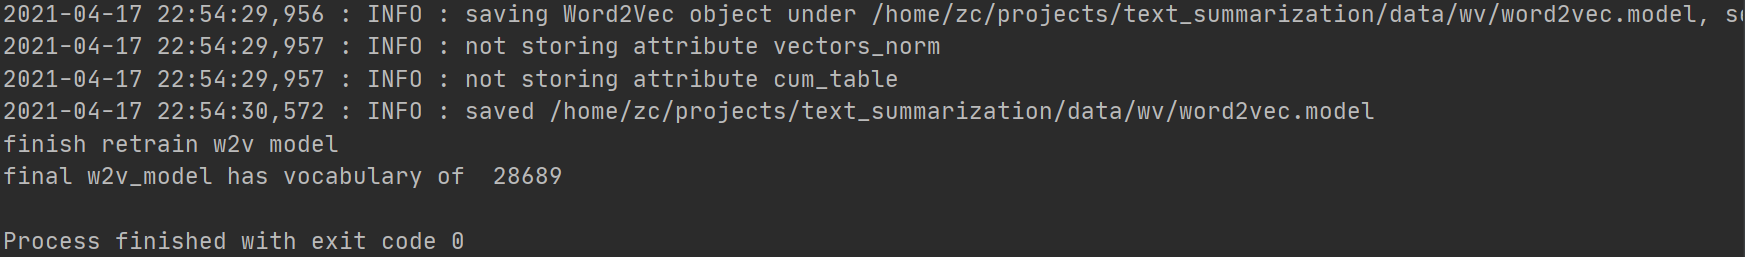 2021-04-17 22:54:29,956 : INFO : saving Word2Vec object under /home/zc/projects/text_summarization/data/wv/word2vec.model,
2021-04-17 22:54:29,957 : INFO : not storing attribute vectors_norm
2021-04-17 22:54:29,957 : INFO : not storing attribute cum_table
2021-04-17 22:54:30,572 : INFO : saved /home/zc/projects/text_summarization/data/wv/word2vec.model
finish retrain w2v model
final w2v_model has vocabulary of  28689
Process finished with exit code 0